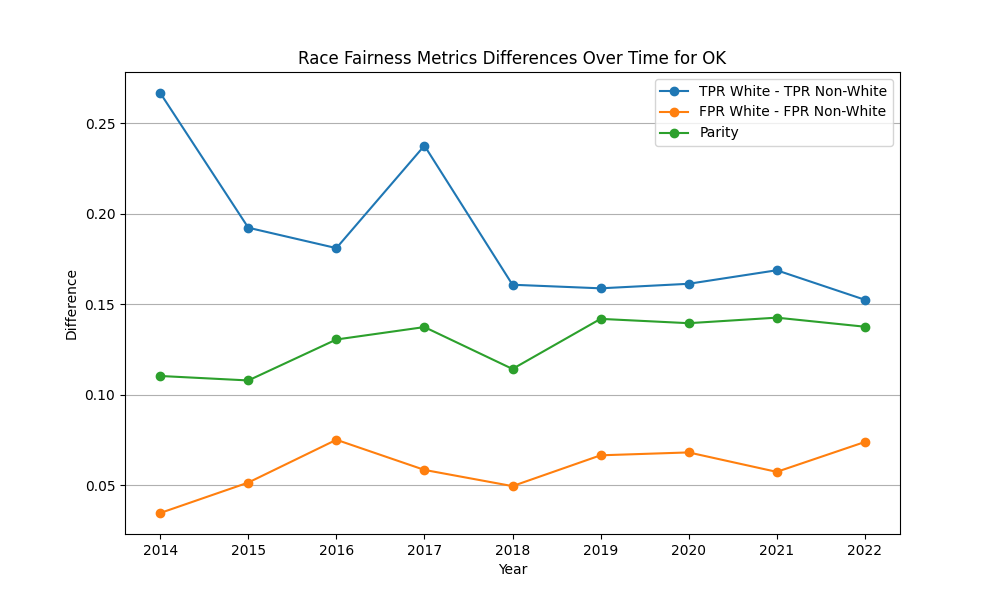 Race Fairness Metrics Differences Over Time for OK
TPR White - TPR Non-White
FPR White - FPR Non-White
Parity
Difference
0.25
0.20
0.15
0.10
0.05
2014 2015 2016 2017 2018 2019 2020 2021 2022
Year